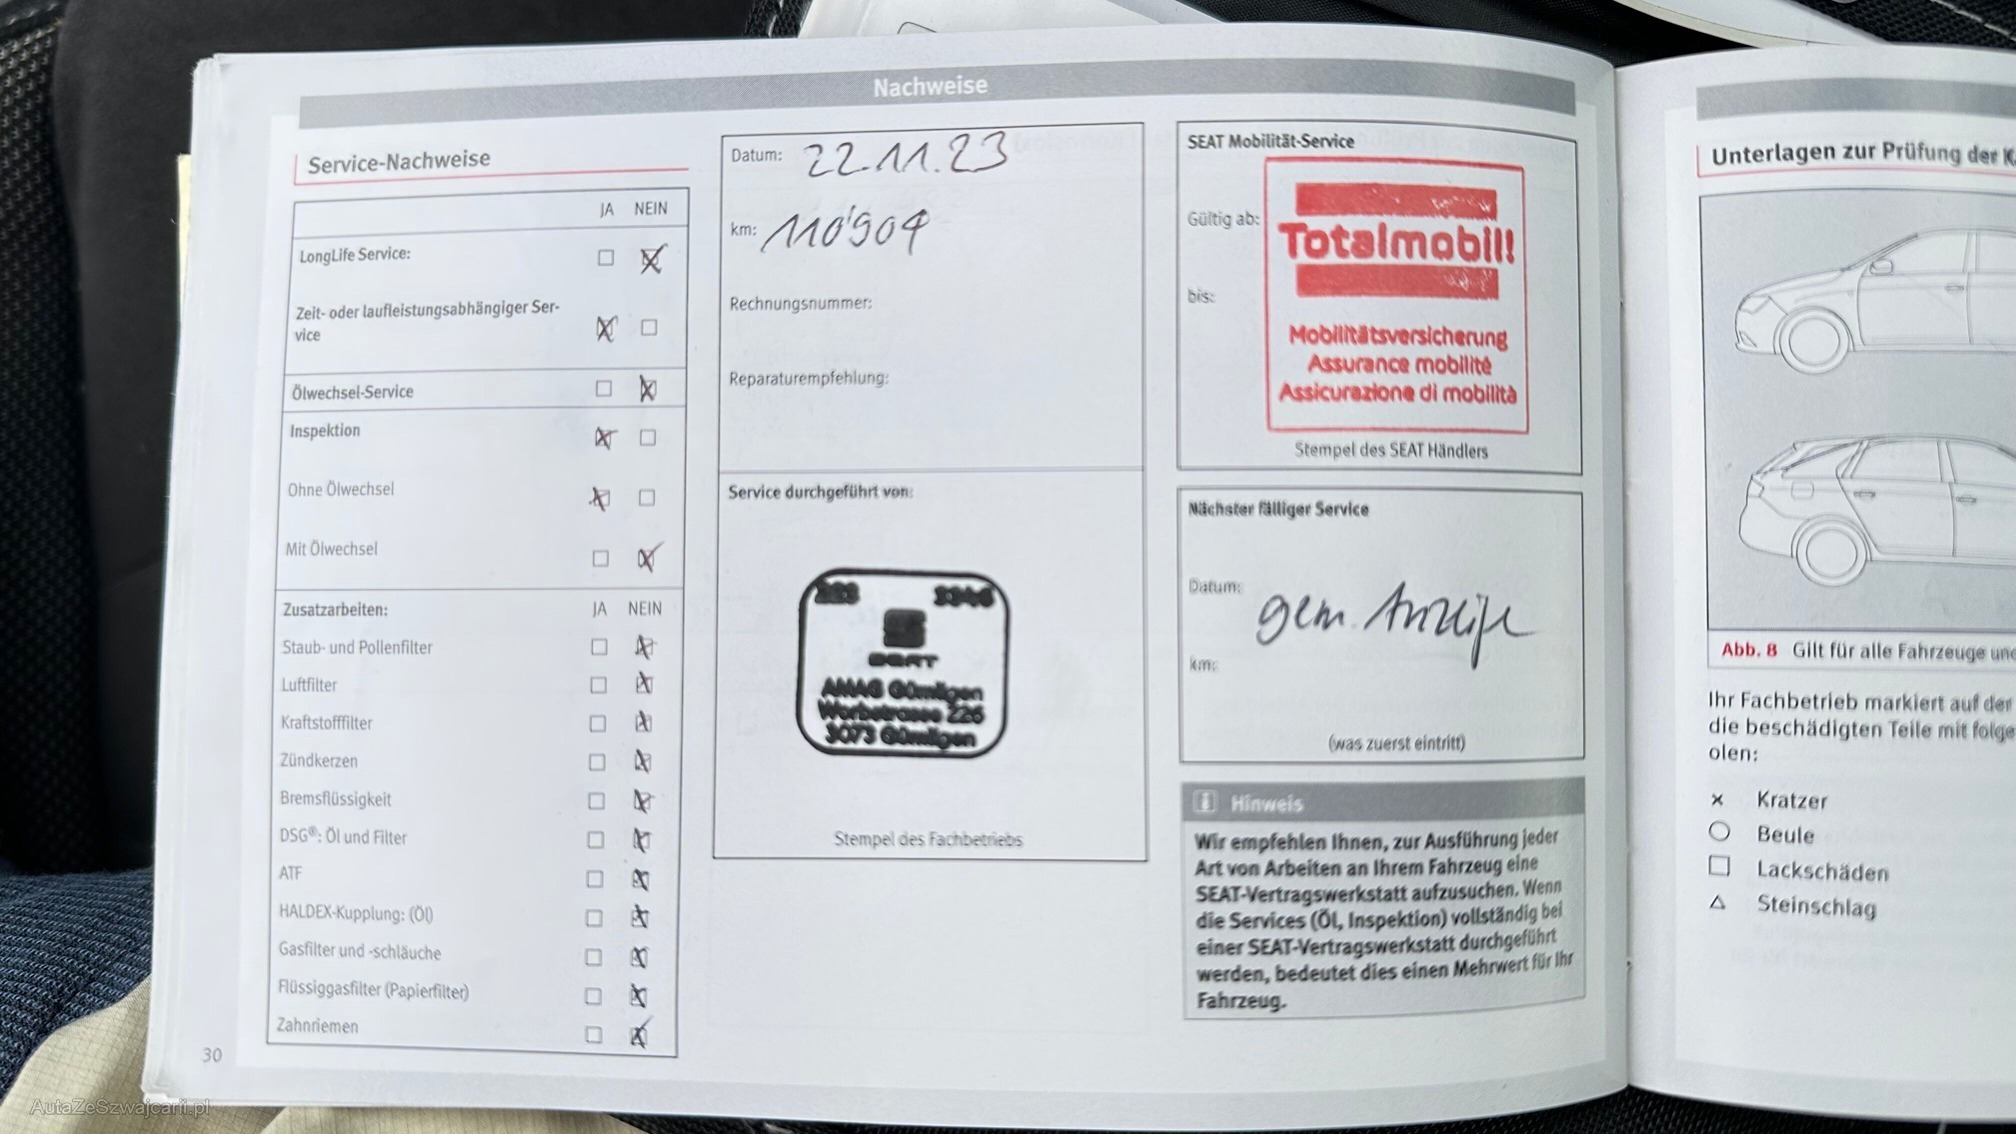 Nachweise
Service-Nachweise
JA NEIN
LongLife Service:
Zeit- oder laufleistungsabhängiger Ser-
vice
Ölwechsel-Service
Inspektion
Ohne Ölwechsel
Mit Ölwechsel
Zusatzarbeiten: JA NEIN
Staub- und Pollenfilter
Luftfilter
Kraftstofffilter
Zündkerzen
Bremsflüssigkeit
DSG®: Öl und Filter
ATF
HALDEX-Kupplung: (Öl)
Gasfilter und -schläuche
Flüssiggasfilter (Papierfilter)
Zahnriemen
30
Datum: 22.11.23
km: 110'904
Rechnungsnummer:
Reparaturempfehlung:
Service durchgeführt von:
SEAT
AMAG Gümligen
Worbstrasse 226
3073 Gümligen
Stempel des Fachbetriebs
SEAT Mobilität-Service
Gültig ab:
bis:
Totalmobil!
Mobilitätsversicherung
Assurance mobilité
Assicurazione di mobilità
Stempel des SEAT Händlers
Nächster fälliger Service
Datum: gem. Anzeige
km:
(was zuerst eintritt)
i Hinweis
Wir empfehlen Ihnen, zur Ausführung jeder
Art von Arbeiten an Ihrem Fahrzeug eine
SEAT-Vertragswerkstatt aufzusuchen. Wenn
die Services (Öl, Inspektion) vollständig bei
einer SEAT-Vertragswerkstatt durchgeführt
werden, bedeutet dies einen Mehrwert für Ihr
Fahrzeug.
Unterlagen zur Prüfung der K
Abb. 8 Gilt für alle Fahrzeuge und
Ihr Fachbetrieb markiert auf der
die beschädigten Teile mit folge
olen:
× Kratzer
○ Beule
□ Lackschäden
△ Steinschlag
AutaZeSzwajcarii.pl